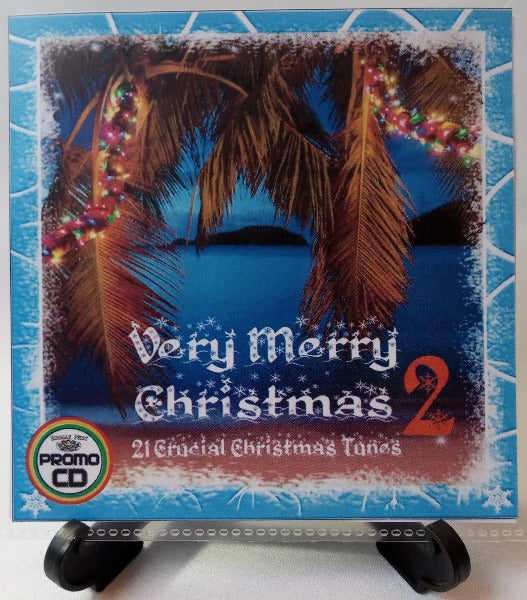 Very Merry
Christmas 2
21 Crucial Christmas Tunes
PROMO
CD